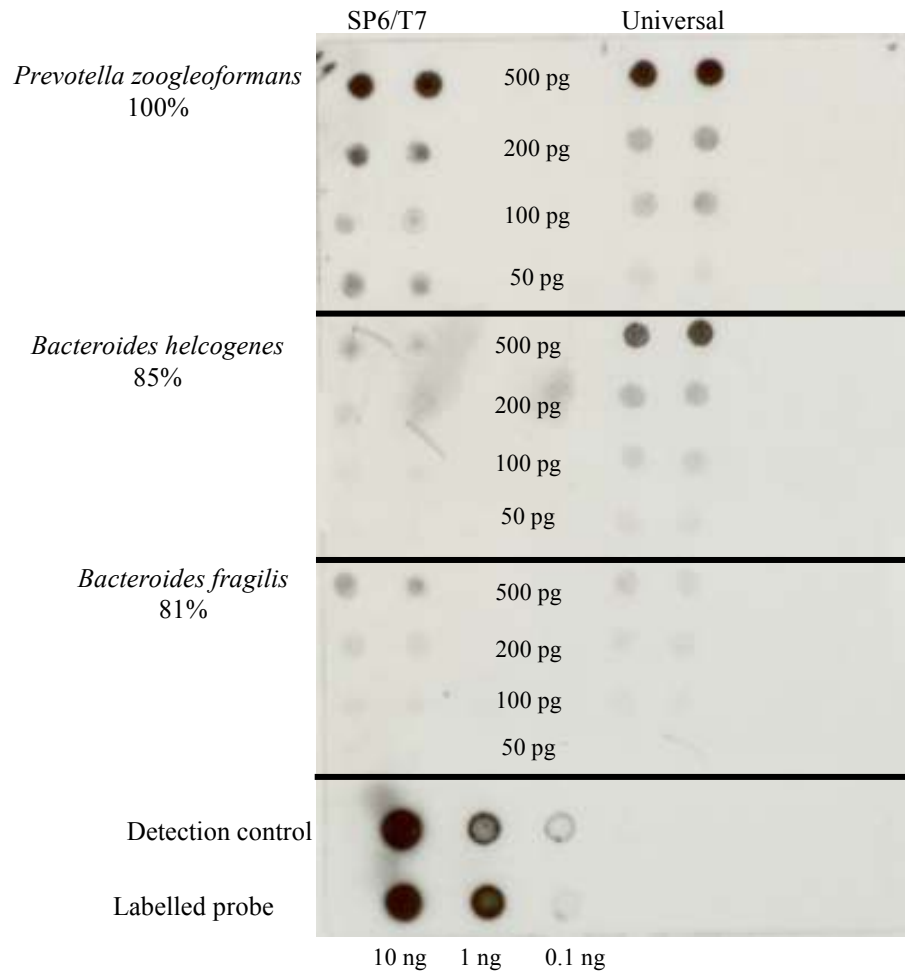 SP6/T7 Universal
Prevotella zoogleoformans
100%
500 pg
200 pg
100 pg
50 pg
Bacteroides helcogenes
85%
500 pg
200 pg
100 pg
50 pg
Bacteroides fragilis
81%
500 pg
200 pg
100 pg
50 pg
Detection control
Labelled probe
10 ng 1 ng 0.1 ng